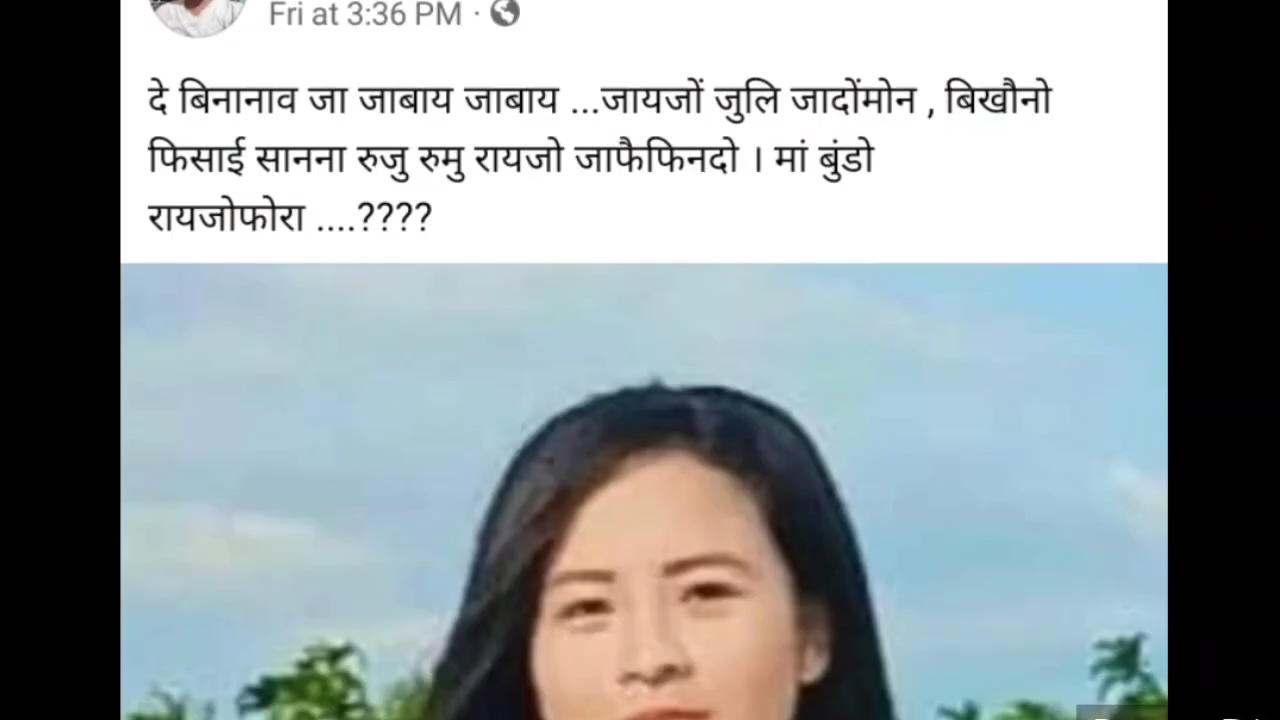 Fri at 3:36 PM ·
दे बिनानाव जा जाबाय जाबाय ...जायजों जुलि जादोंमोन , बिखौनो
फिसाई सानना रुजु रुमु रायजो जाफैफिनदो । मां बुंडो
रायजोफोरा ....????